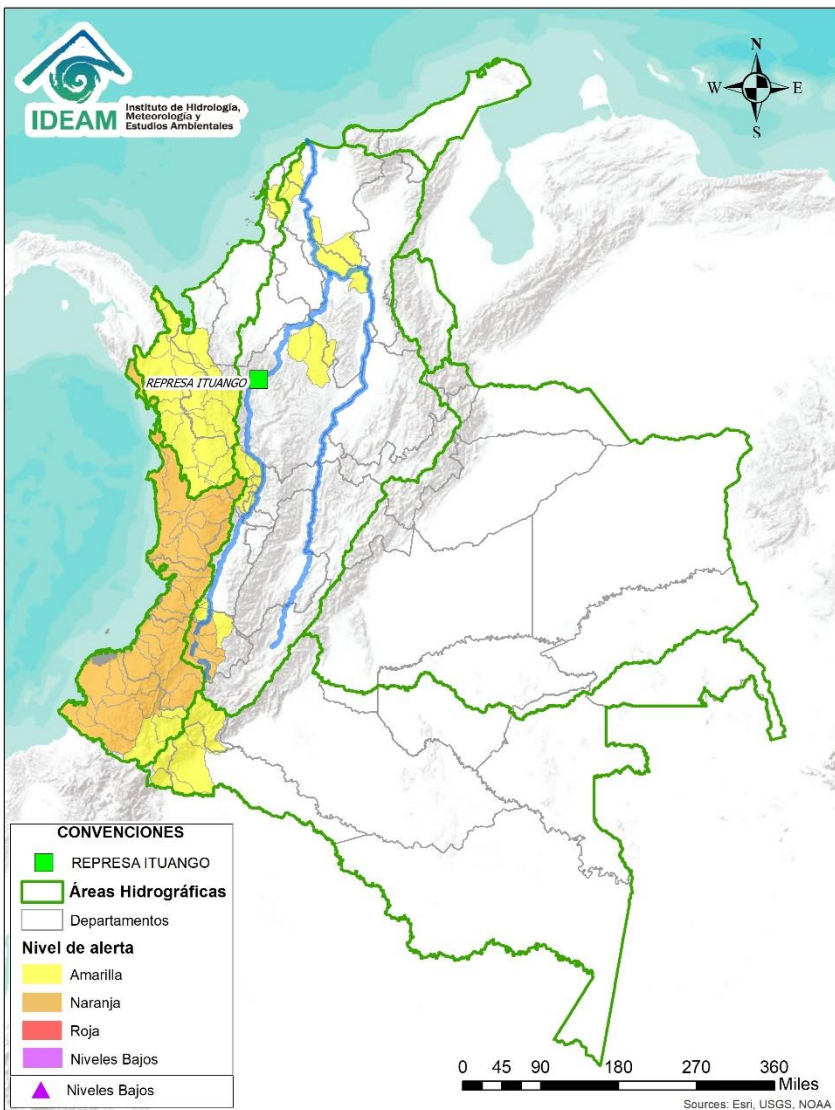 IDEAM
Instituto de Hidrología,
Meteorología y
Estudios Ambientales
N
W
E
S
REPRESA ITUANGO
CONVENCIONES
REPRESA ITUANGO
Áreas Hidrográficas
Departamentos
Nivel de alerta
Amarilla
Naranja
Roja
Niveles Bajos
Niveles Bajos
0 45 90 180 270 360
Miles
Sources: Esri, USGS, NOAA